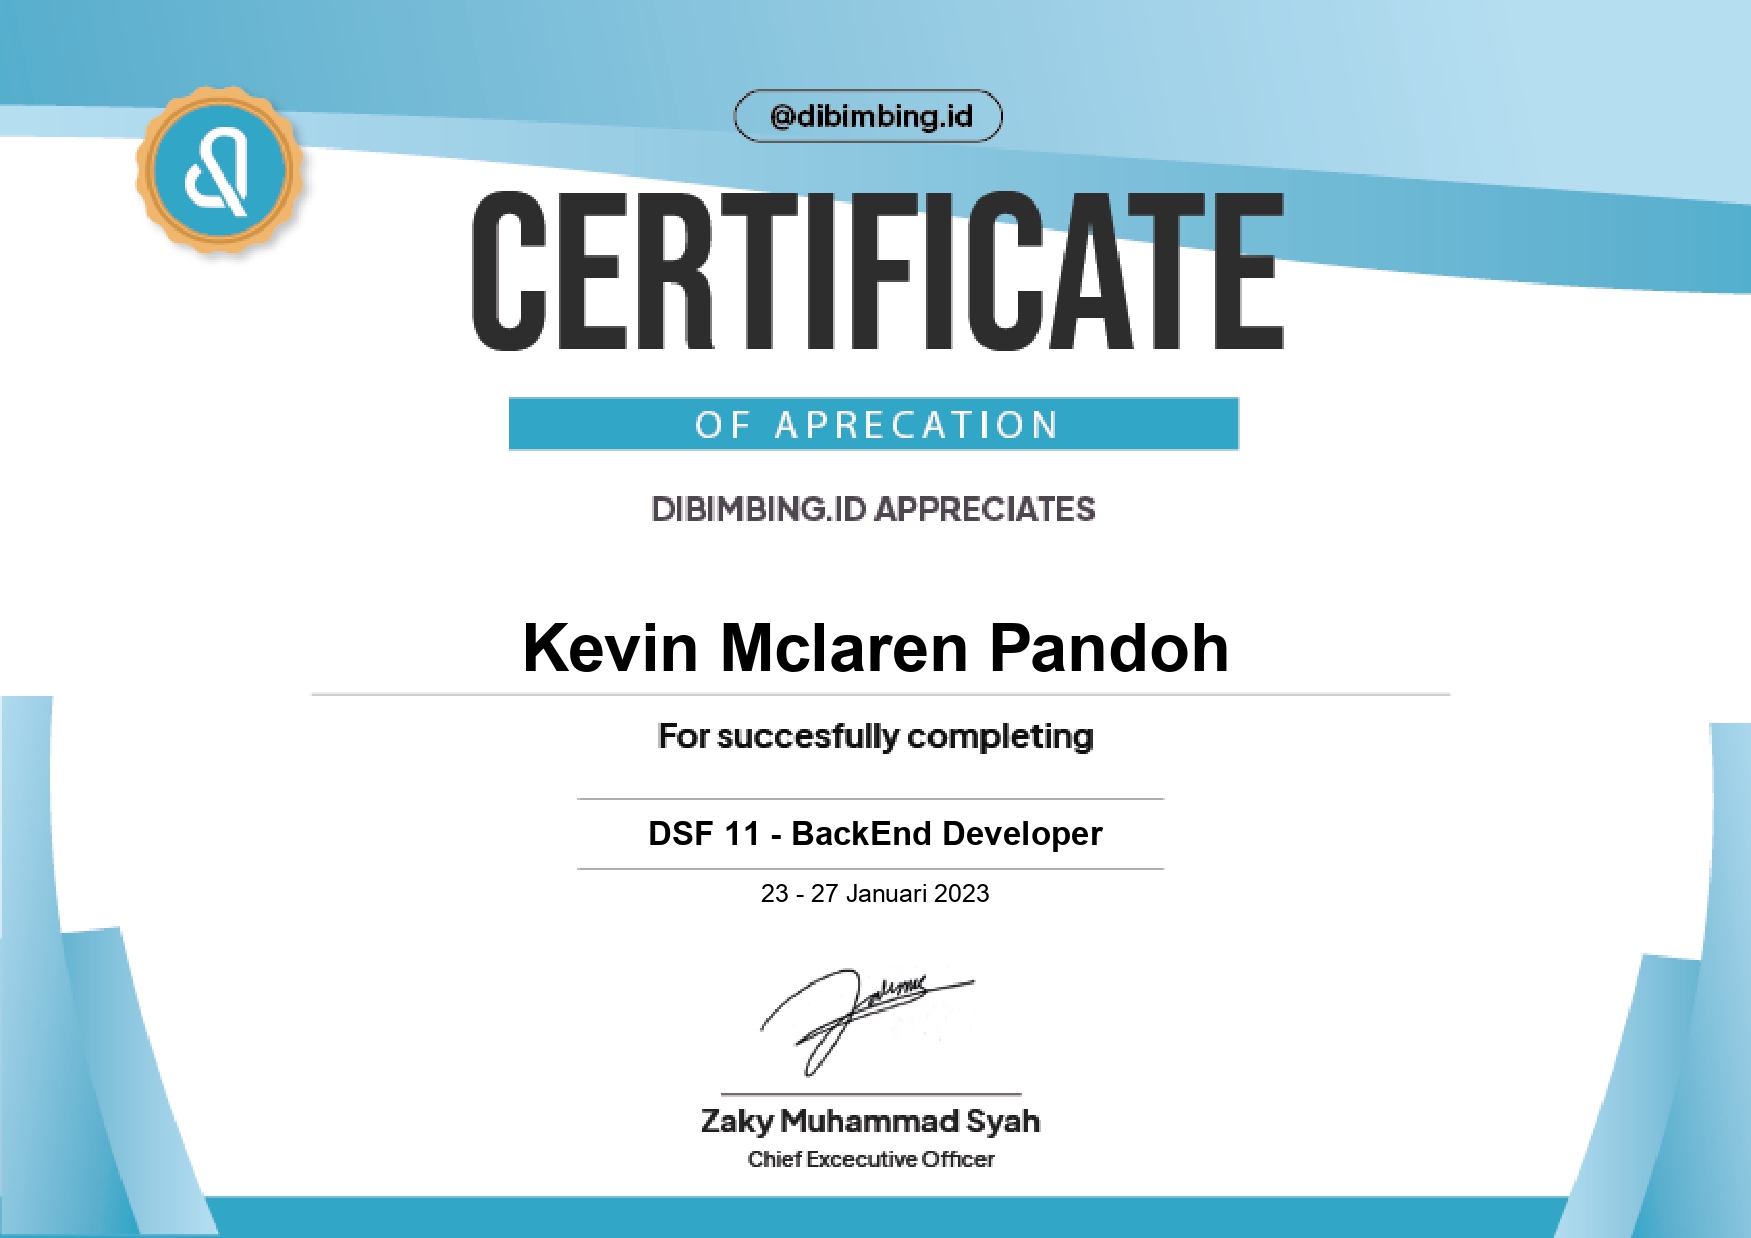 @dibimbing.id
CERTIFICATE
OF APRECATION
DIBIMBING.ID APPRECIATES
Kevin Mclaren Pandoh
For succesfully completing
DSF 11 - BackEnd Developer
23 - 27 Januari 2023
Zaky Muhammad Syah
Chief Excecutive Officer